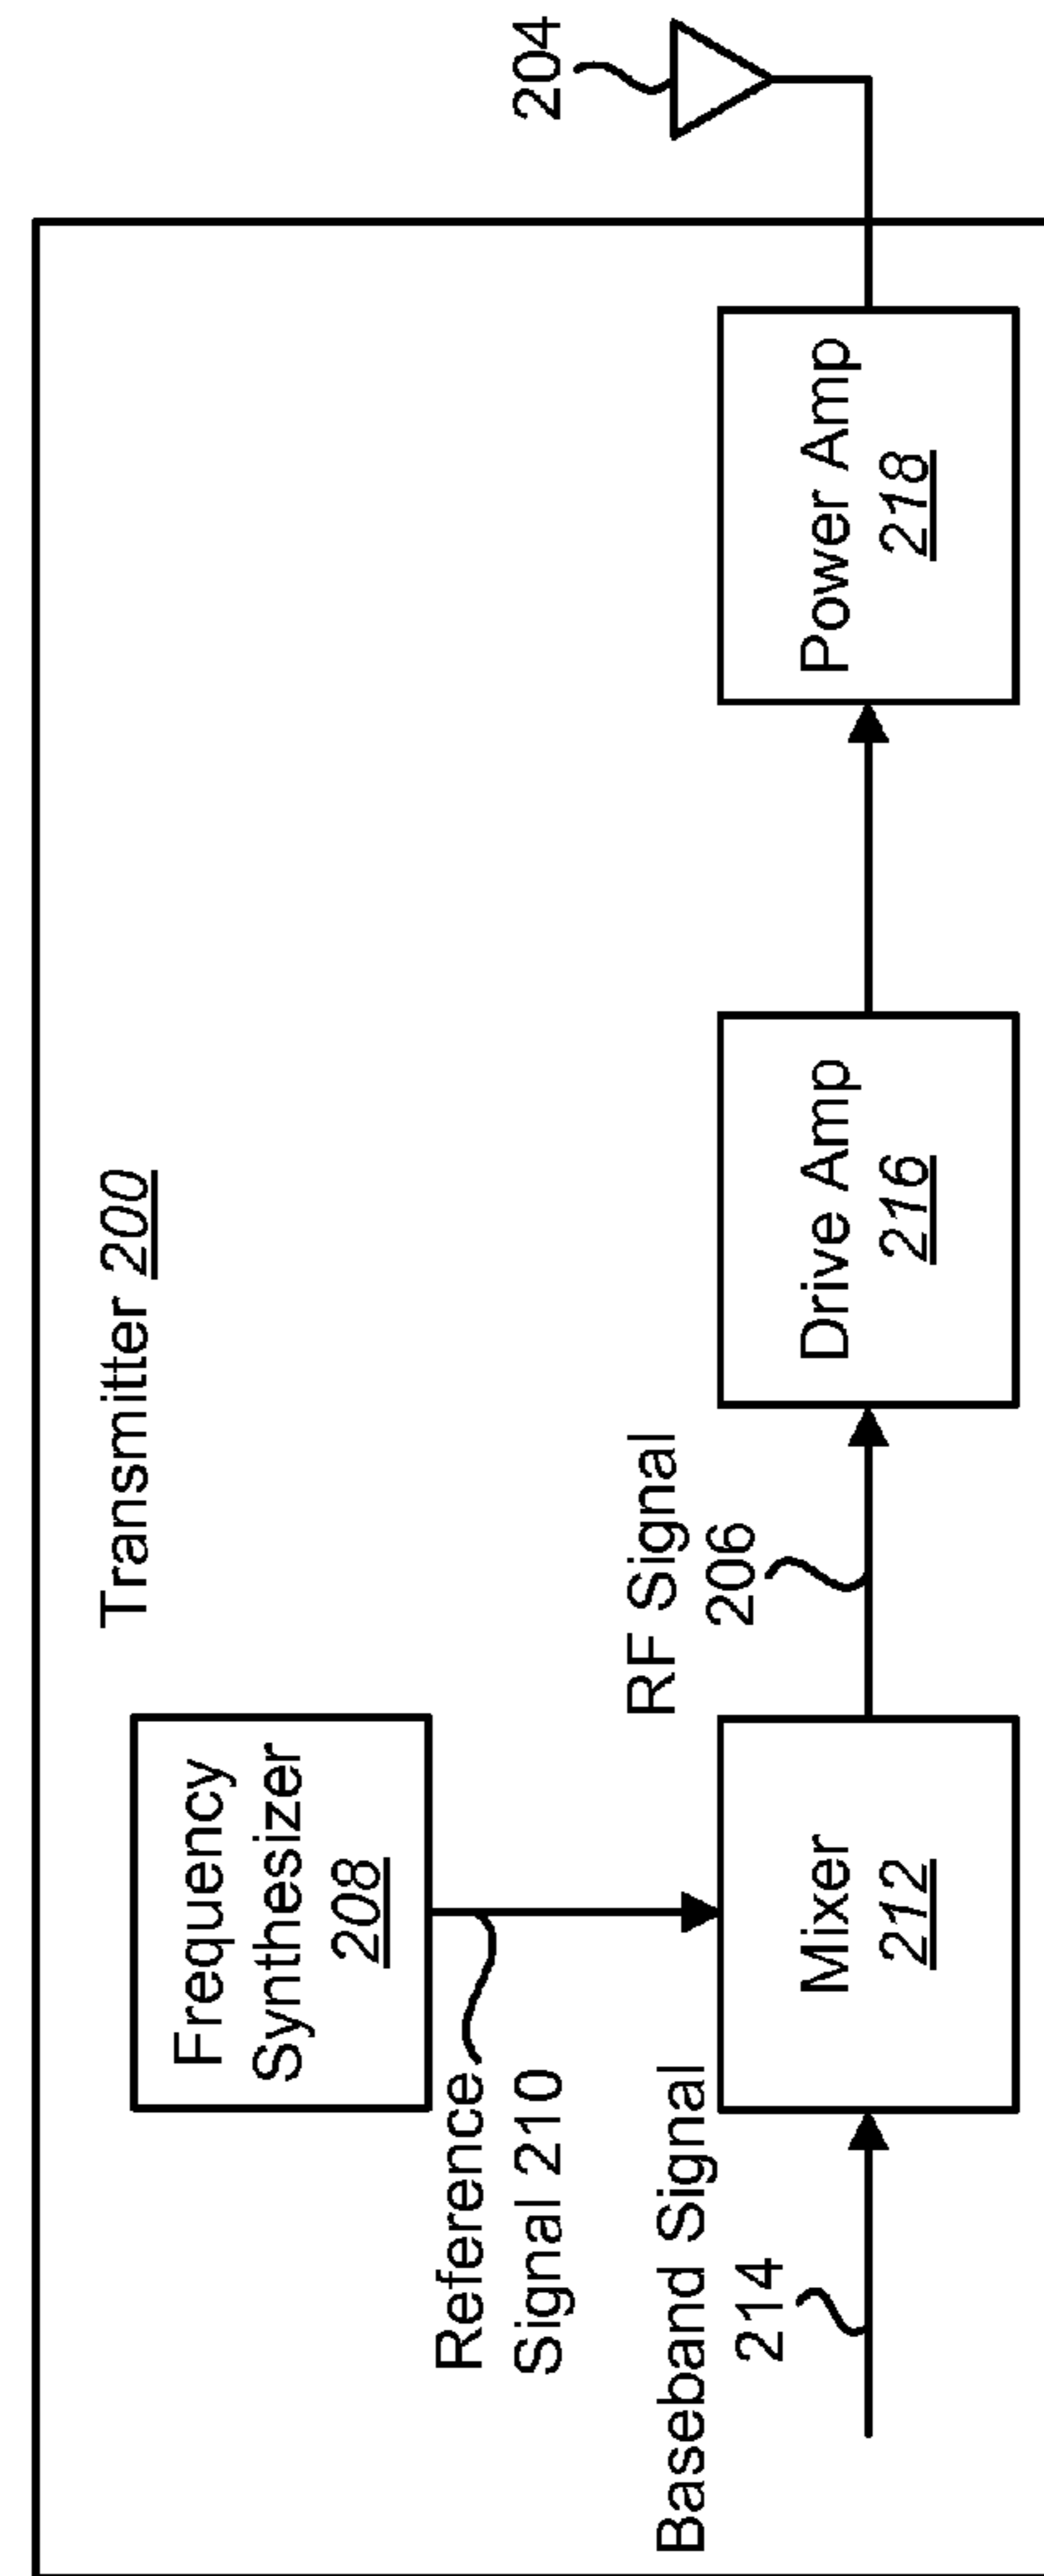 Transmitter 200
204
Frequency
Synthesizer
208
Reference
Signal 210
RF Signal
206
Baseband Signal
214
Mixer
212
Drive Amp
216
Power Amp
218